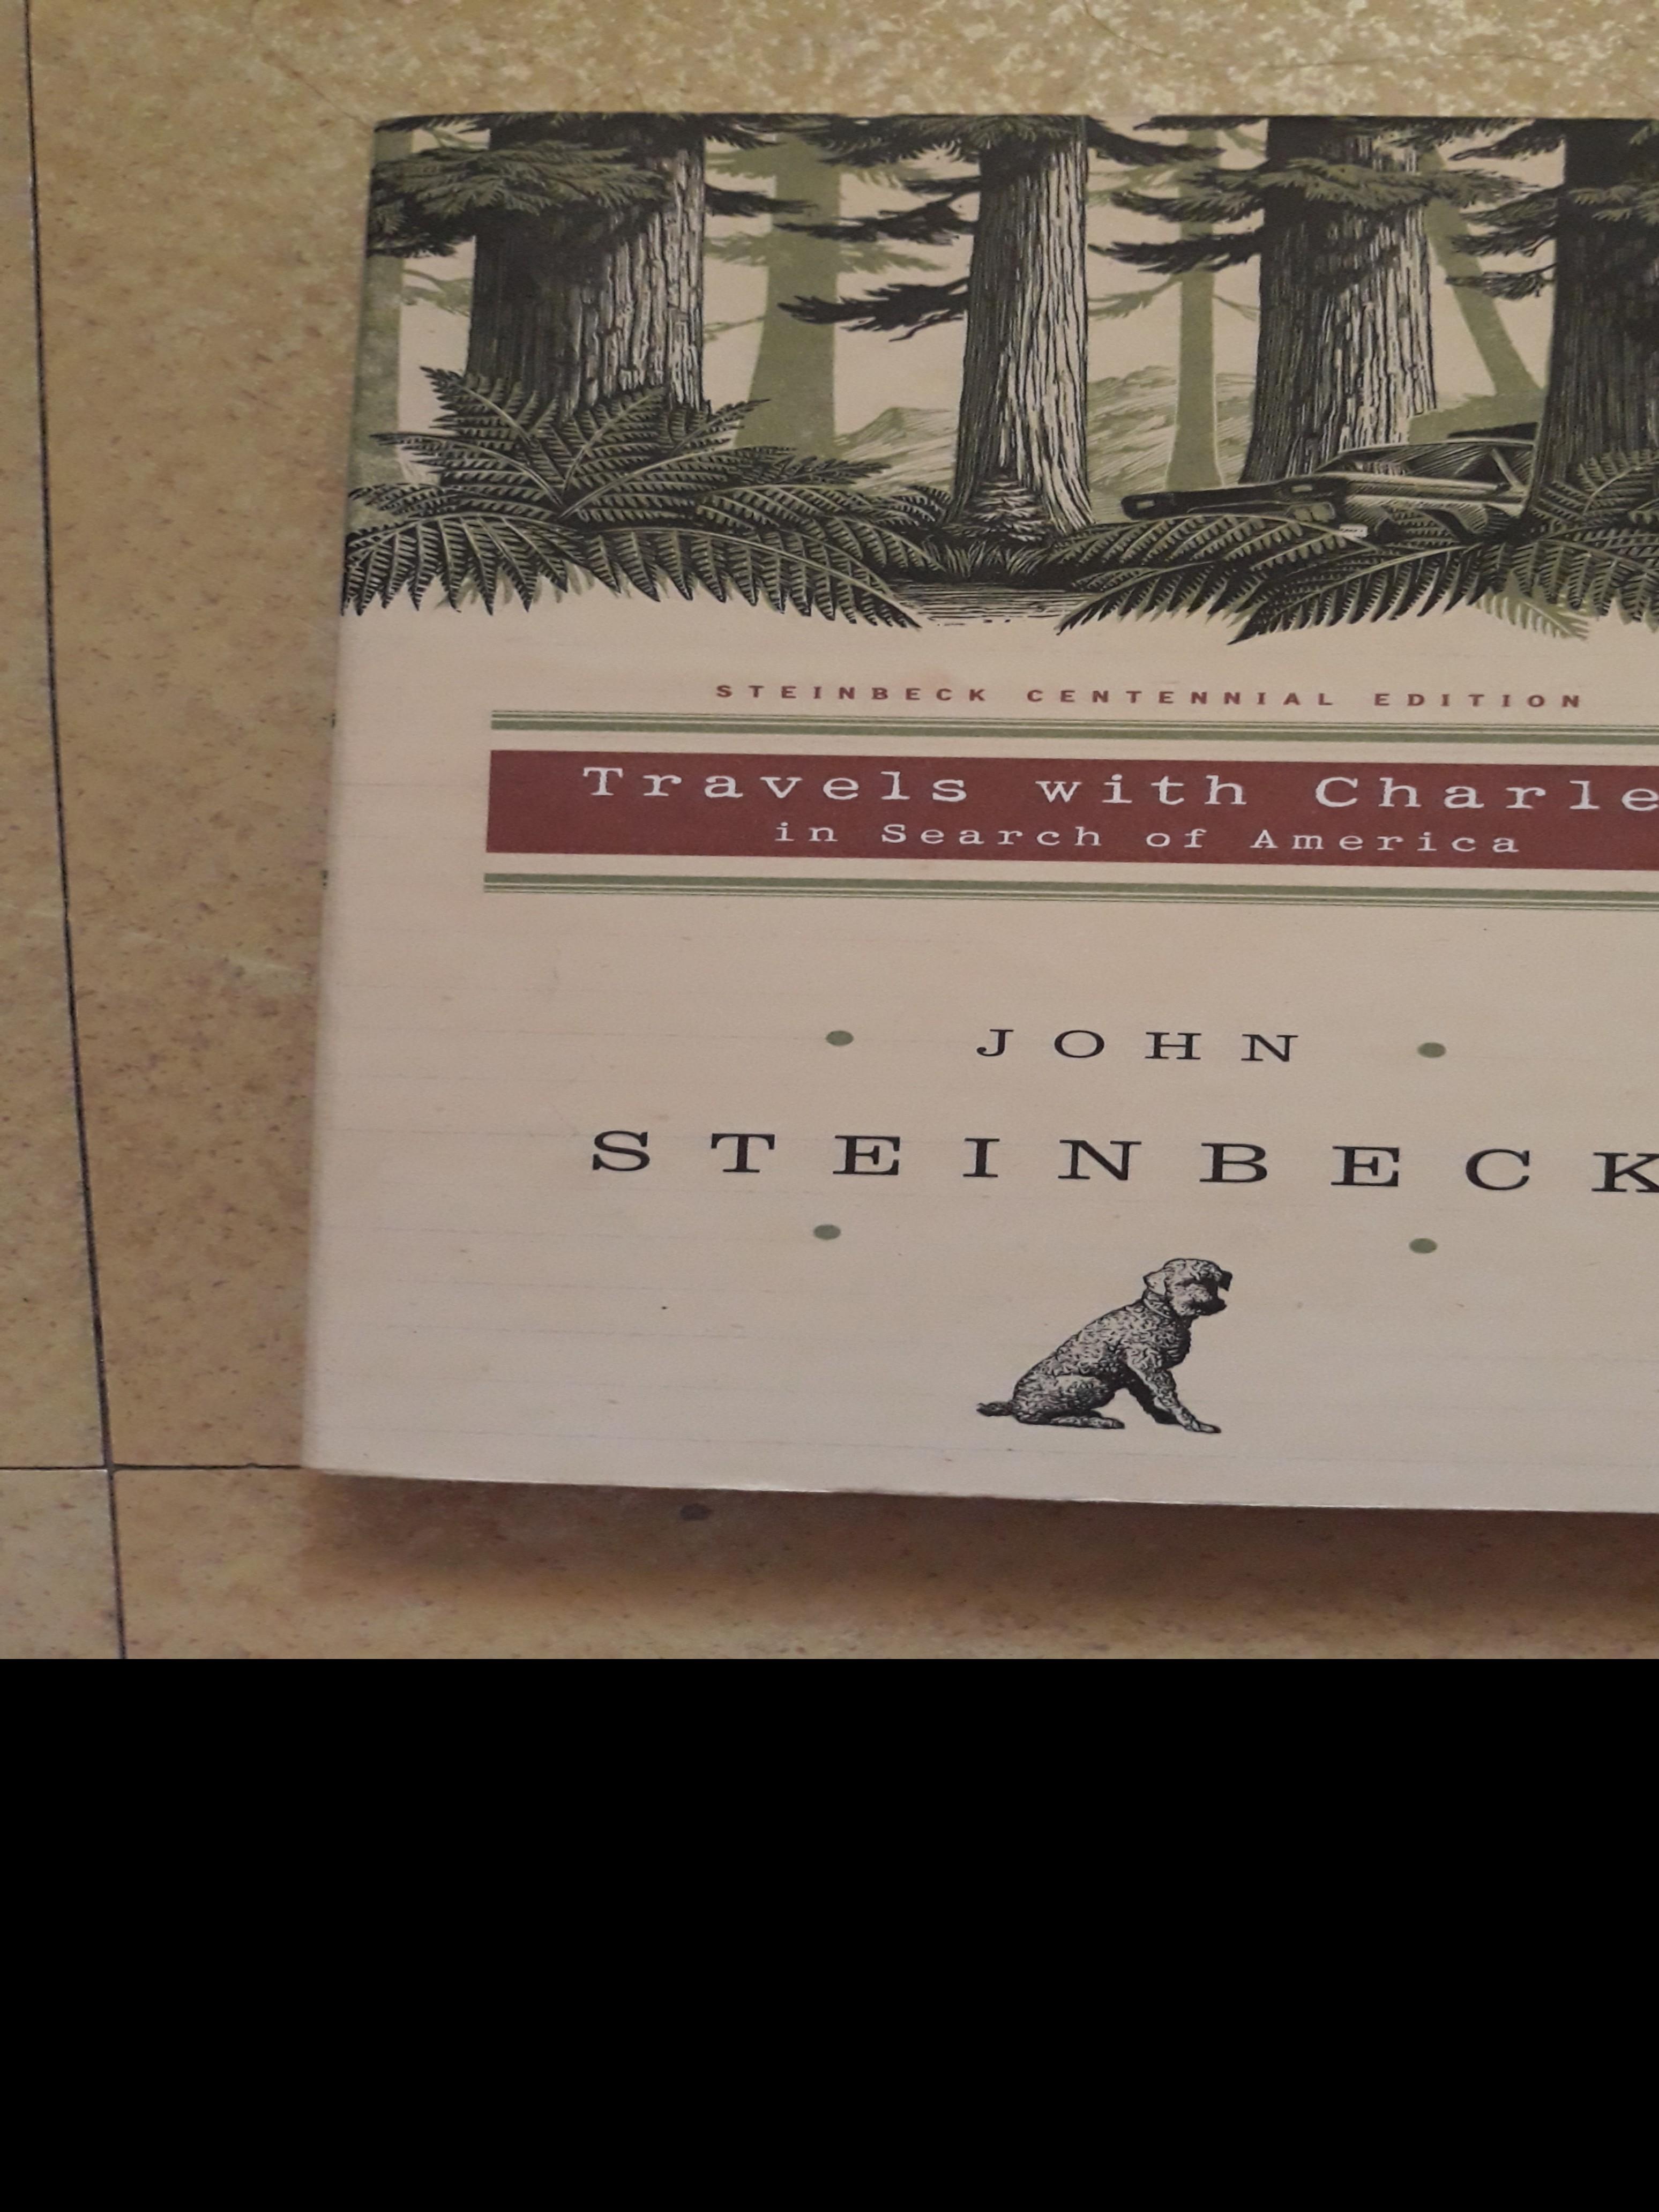 STEINBECK CENTENNIAL EDITION
Travels with Charle
in Search of America
JOHN
STEINBECK